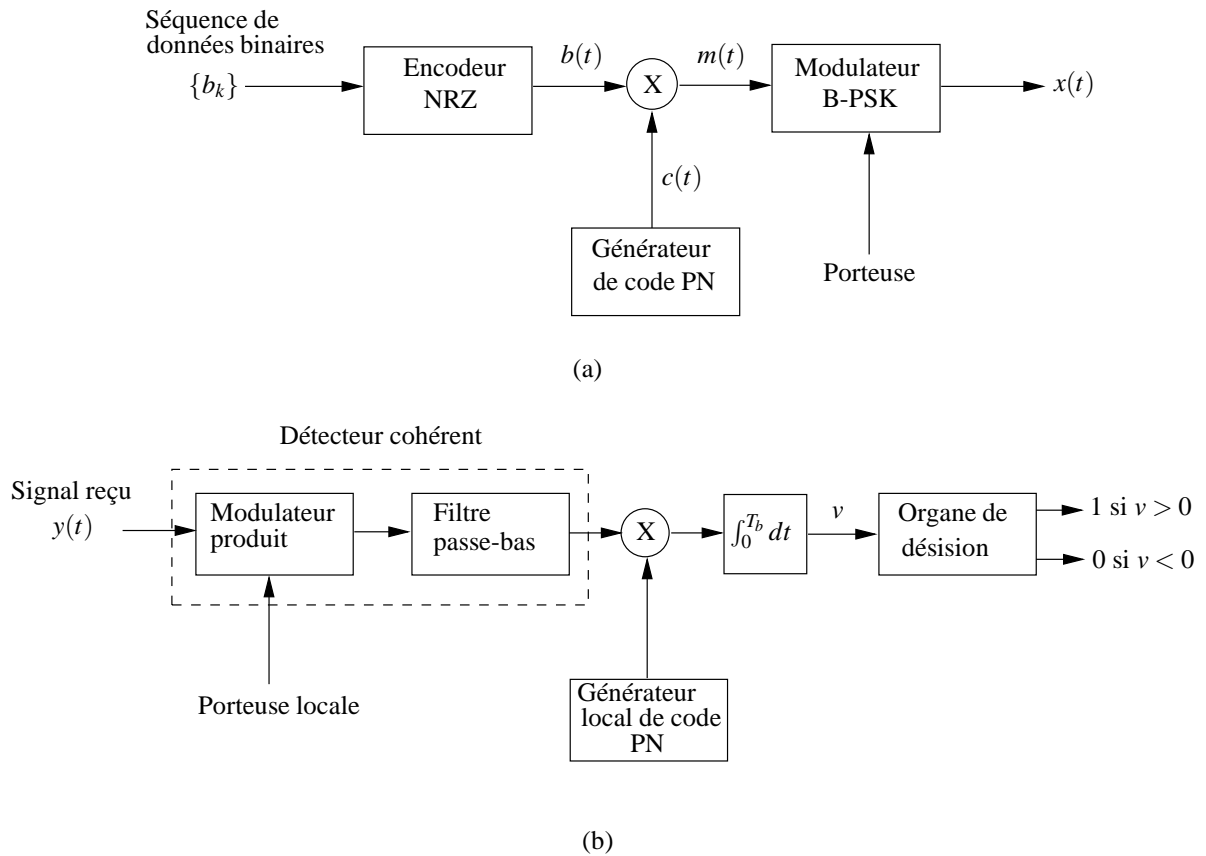 Séquence de
données binaires
{b_k}
Encodeur
NRZ
b(t)
X
m(t)
Modulateur
B-PSK
x(t)
c(t)
Générateur
de code PN
Porteuse
(a)
Détecteur cohérent
Signal reçu
y(t)
Modulateur
produit
Filtre
passe-bas
X
∫_0^{T_b} dt
v
Organe de
désision
1 si v > 0
0 si v < 0
Porteuse locale
Générateur
local de code
PN
(b)